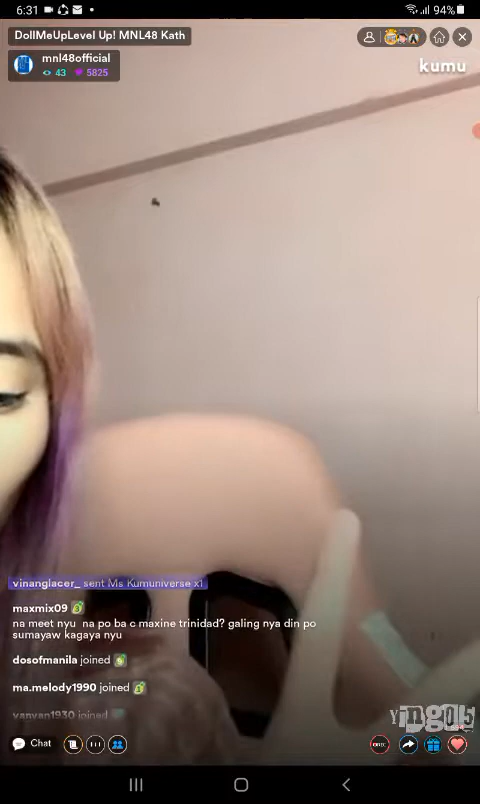 6:31
94%
DollMeUpLevel Up! MNL48 Kath
mnl48official
43 5825
kumu
vinanglacer_ sent Ms Kumuniverse x1
maxmix09
na meet nyu na po ba c maxine trinidad? galing nya din po
sumayaw kagaya nyu
dosofmanila joined
ma.melody1990 joined
vanvan1930 joined
Chat